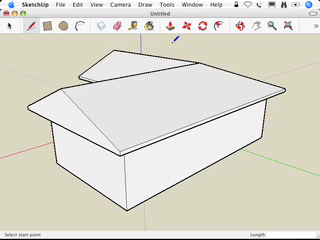 SketchUp File Edit View Camera Draw Tools Window Help
Untitled
Select start point Length